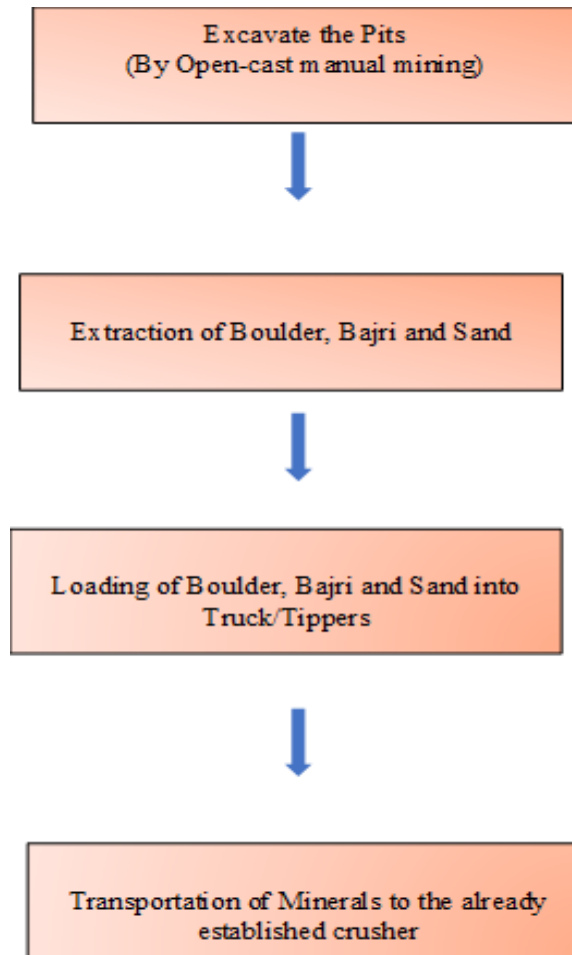 Excavate the Pits
(By Open-cast manual mining)
Extraction of Boulder, Bajri and Sand
Loading of Boulder, Bajri and Sand into
Truck/Tippers
Transportation of Minerals to the already
established crusher